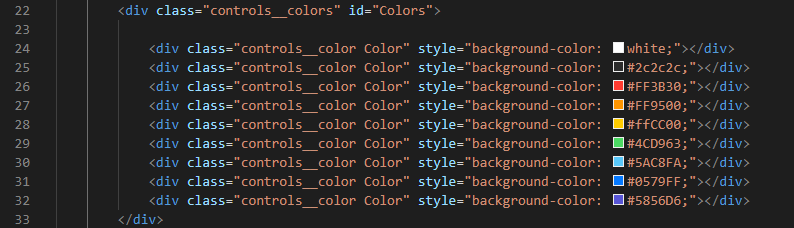 22 <div class="controls__colors" id="Colors">
23
24 <div class="controls__color Color" style="background-color: white;"></div>
25 <div class="controls__color Color" style="background-color: #2c2c2c;"></div>
26 <div class="controls__color Color" style="background-color: #FF3B30;"></div>
27 <div class="controls__color Color" style="background-color: #FF9500;"></div>
28 <div class="controls__color Color" style="background-color: #ffCC00;"></div>
29 <div class="controls__color Color" style="background-color: #4CD963;"></div>
30 <div class="controls__color Color" style="background-color: #5AC8FA;"></div>
31 <div class="controls__color Color" style="background-color: #0579FF;"></div>
32 <div class="controls__color Color" style="background-color: #5856D6;"></div>
33 </div>